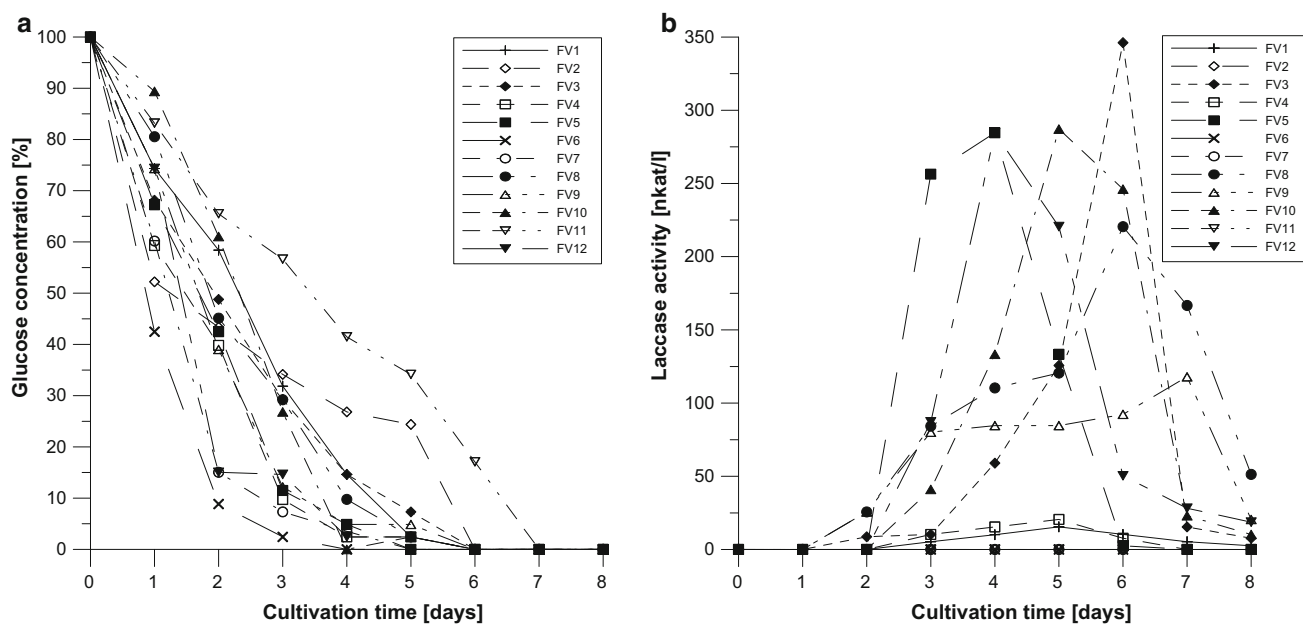 a
Glucose concentration [%]
100
90
80
70
60
50
40
30
20
10
0
0 1 2 3 4 5 6 7 8
Cultivation time [days]
FV1
FV2
FV3
FV4
FV5
FV6
FV7
FV8
FV9
FV10
FV11
FV12
b
Laccase activity [nkat/l]
350
300
250
200
150
100
50
0
0 1 2 3 4 5 6 7 8
Cultivation time [days]
FV1
FV2
FV3
FV4
FV5
FV6
FV7
FV8
FV9
FV10
FV11
FV12